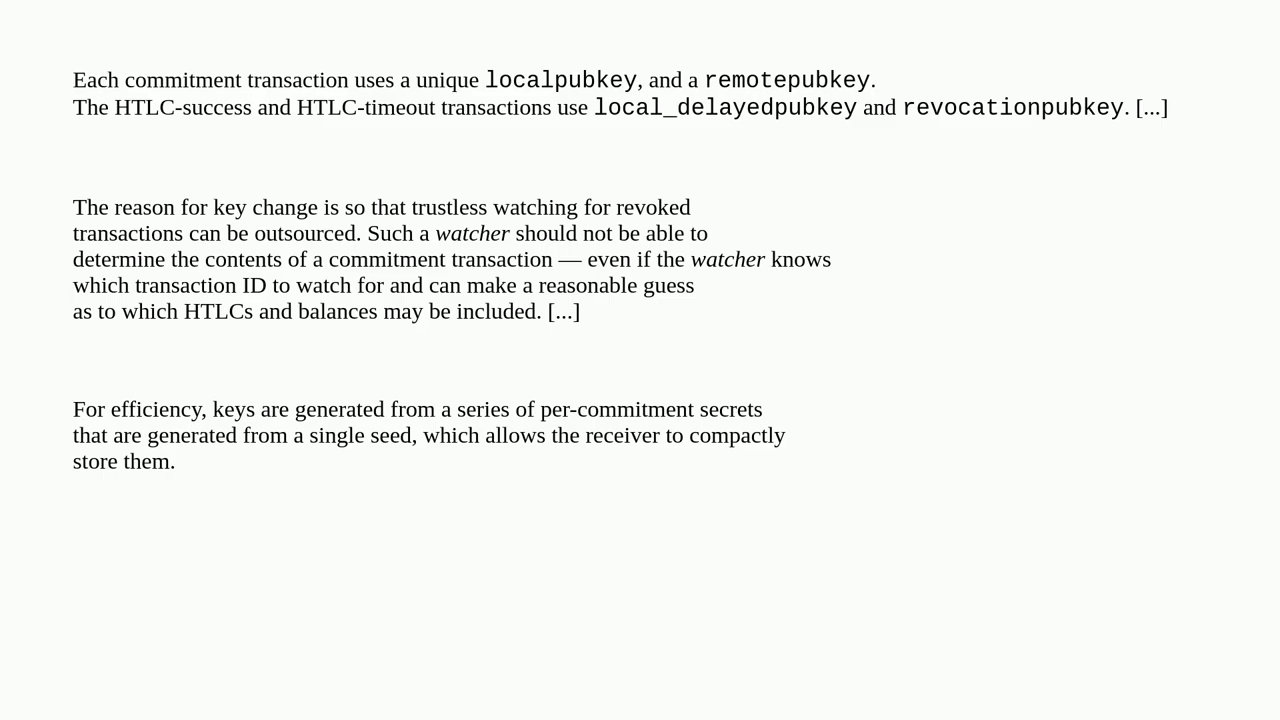 Each commitment transaction uses a unique localpubkey, and a remotepubkey.
The HTLC-success and HTLC-timeout transactions use local_delayedpubkey and revocationpubkey. [...]
The reason for key change is so that trustless watching for revoked
transactions can be outsourced. Such a watcher should not be able to
determine the contents of a commitment transaction — even if the watcher knows
which transaction ID to watch for and can make a reasonable guess
as to which HTLCs and balances may be included. [...]
For efficiency, keys are generated from a series of per-commitment secrets
that are generated from a single seed, which allows the receiver to compactly
store them.